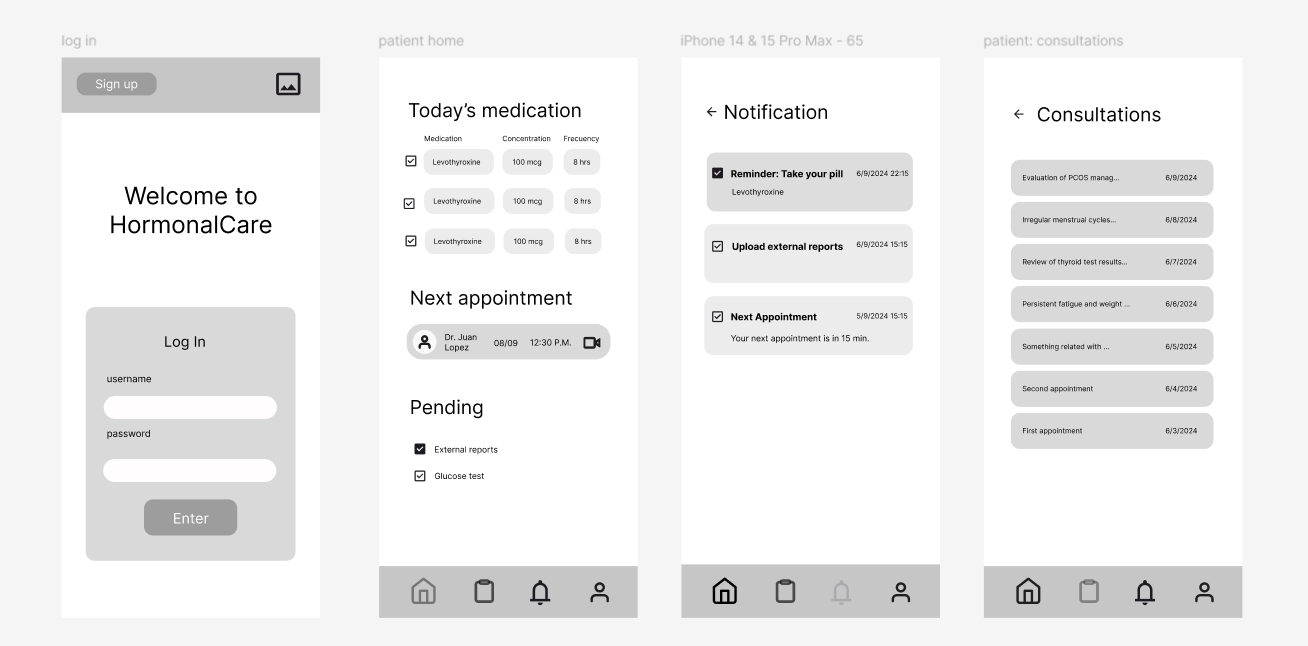 log in
Sign up
Welcome to
HormonalCare
Log In
username
password
Enter
patient home
Today's medication
Medication Concentration Frecuency
Levothyroxine 100 mcg 8 hrs
Levothyroxine 100 mcg 8 hrs
Levothyroxine 100 mcg 8 hrs
Next appointment
Dr. Juan
Lopez 08/09 12:30 P.M.
Pending
External reports
Glucose test
iPhone 14 & 15 Pro Max - 65
Notification
Reminder: Take your pill 6/9/2024 22:15
Levothyroxine
Upload external reports 6/9/2024 15:15
Next Appointment 5/9/2024 15:15
Your next appointment is in 15 min.
patient: consultations
Consultations
Evaluation of PCOS manag... 6/9/2024
Irregular menstrual cycles... 6/8/2024
Review of thyroid test results... 6/7/2024
Persistent fatigue and weight ... 6/6/2024
Something related with ... 6/5/2024
Second appointment 6/4/2024
First appointment 6/3/2024